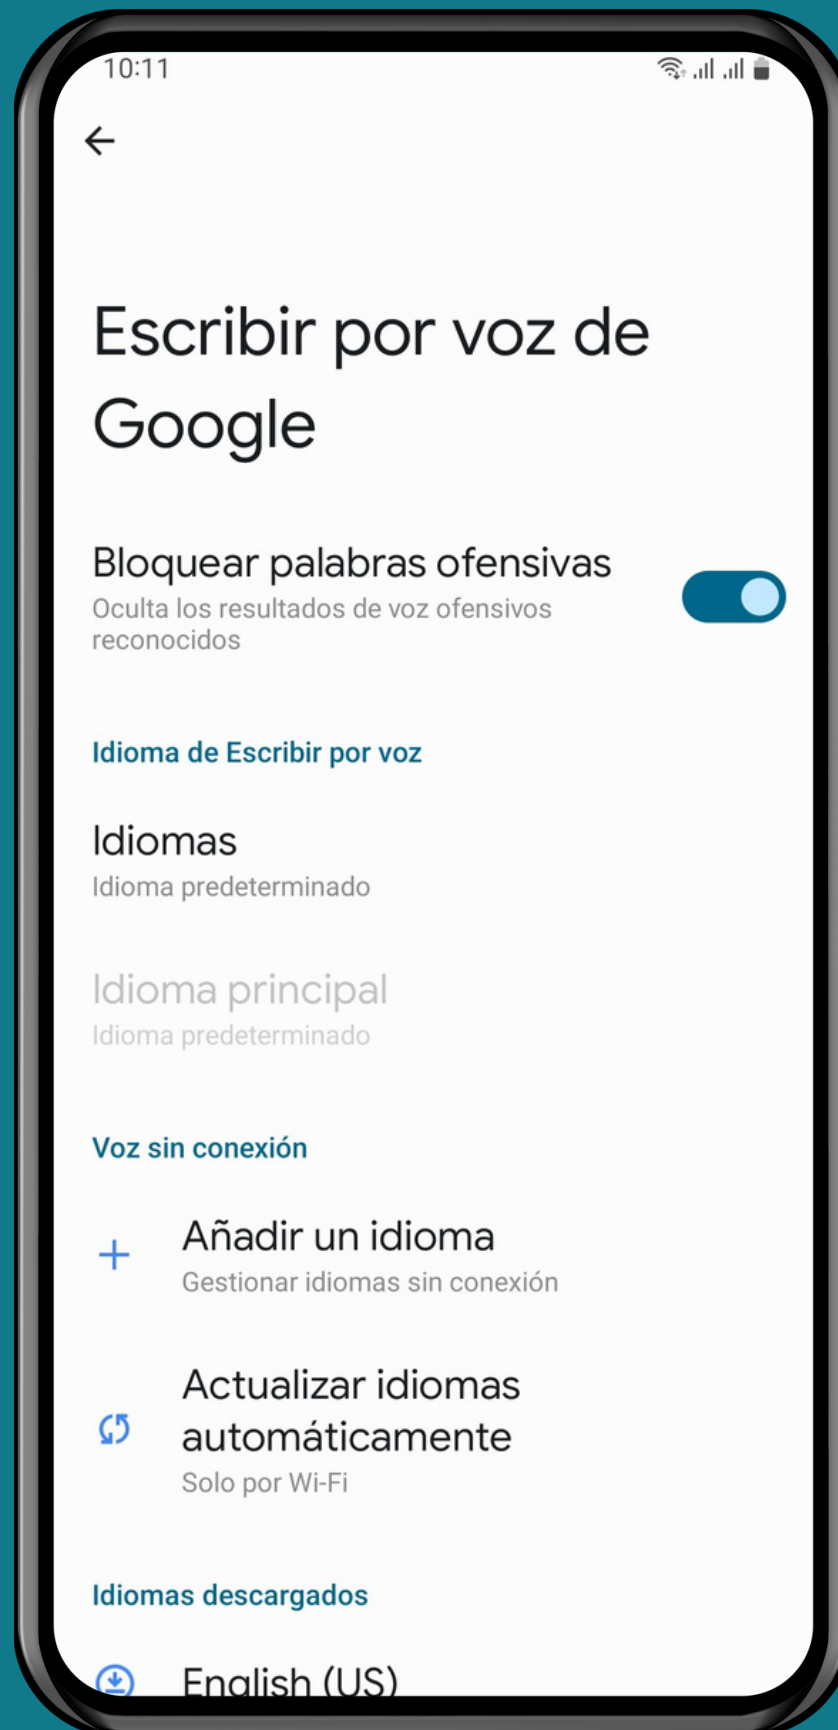 10:11
Escribir por voz de
Google
Bloquear palabras ofensivas
Oculta los resultados de voz ofensivos
reconocidos
Idioma de Escribir por voz
Idiomas
Idioma predeterminado
Idioma principal
Idioma predeterminado
Voz sin conexión
Añadir un idioma
Gestionar idiomas sin conexión
Actualizar idiomas
automáticamente
Solo por Wi-Fi
Idiomas descargados
English (US)